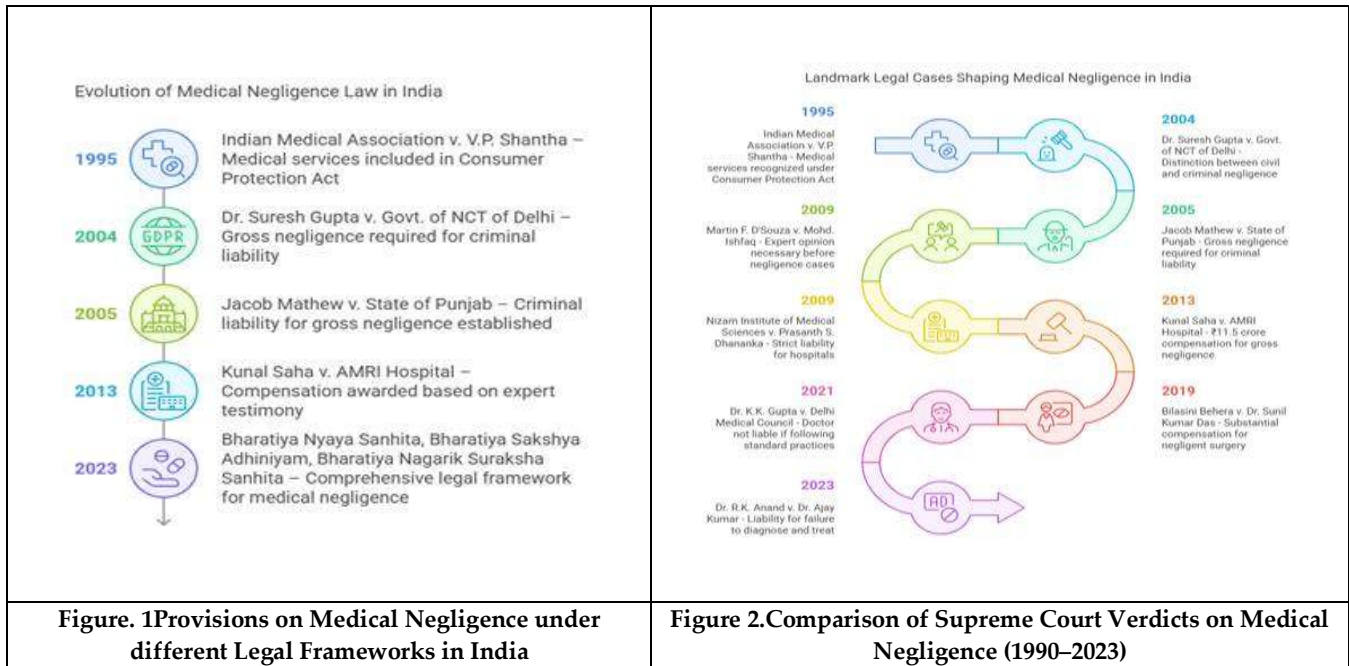 Evolution of Medical Negligence Law in India
1995
Indian Medical Association v. V.P. Shantha –
Medical services included in Consumer
Protection Act
2004
GDPR
Dr. Suresh Gupta v. Govt. of NCT of Delhi –
Gross negligence required for criminal
liability
2005
Jacob Mathew v. State of Punjab – Criminal
liability for gross negligence established
2013
Kunal Saha v. AMRI Hospital –
Compensation awarded based on expert
testimony
2023
Bharatiya Nyaya Sanhita, Bharatiya Sakshya
Adhiniyam, Bharatiya Nagarik Suraksha
Sanhita – Comprehensive legal framework
for medical negligence
Figure. 1Provisions on Medical Negligence under
different Legal Frameworks in India
Landmark Legal Cases Shaping Medical Negligence in India
1995
Indian Medical
Association v. V.P.
Shantha - Medical
services recognized under
Consumer Protection Act
2004
Dr. Suresh Gupta v. Govt.
of NCT of Delhi -
Distinction between civil
and criminal negligence
2009
Martin F. D'Souza v. Mohd.
Ishfaq - Expert opinion
necessary before
negligence cases
2005
Jacob Mathew v. State of
Punjab - Gross negligence
required for criminal
liability
2009
Nizam Institute of Medical
Sciences v. Prasanth S.
Dhananka - Strict liability
for hospitals
2013
Kunal Saha v. AMRI
Hospital - ₹11.5 crore
compensation for gross
negligence
2021
Dr. K.K. Gupta v. Delhi
Medical Council - Doctor
not liable if following
standard practices
2019
Bilasini Behera v. Dr. Sunil
Kumar Das - Substantial
compensation for
negligent surgery
2023
Dr. R.K. Anand v. Dr. Ajay
Kumar - Liability for failure
to diagnose and treat
AD
Figure 2.Comparison of Supreme Court Verdicts on Medical
Negligence (1990–2023)